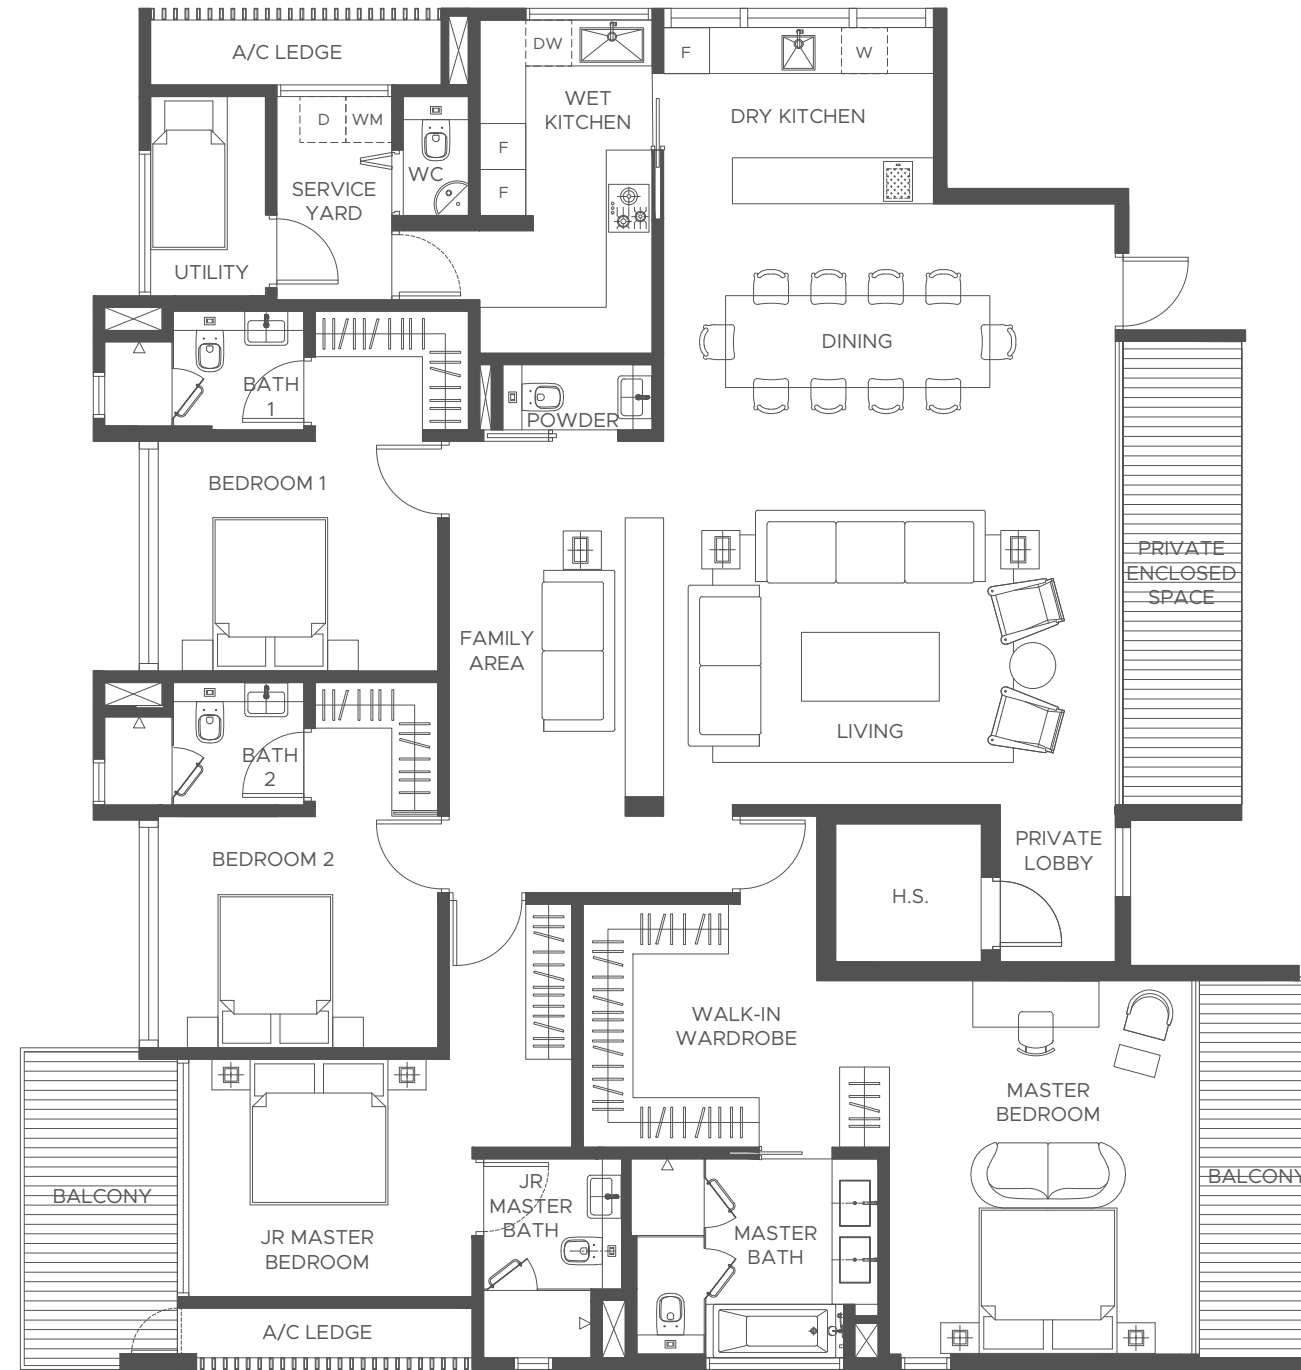 A/C LEDGE
DW
F
W
WET
KITCHEN
DRY KITCHEN
D
WM
F
WC
F
SERVICE
YARD
UTILITY
DINING
BATH
1
POWDER
BEDROOM 1
PRIVATE
ENCLOSED
SPACE
FAMILY
AREA
LIVING
BATH
2
BEDROOM 2
PRIVATE
LOBBY
H.S.
WALK-IN
WARDROBE
MASTER
BEDROOM
BALCONY
JR
MASTER
BATH
BALCONY
JR MASTER
BEDROOM
MASTER
BATH
A/C LEDGE